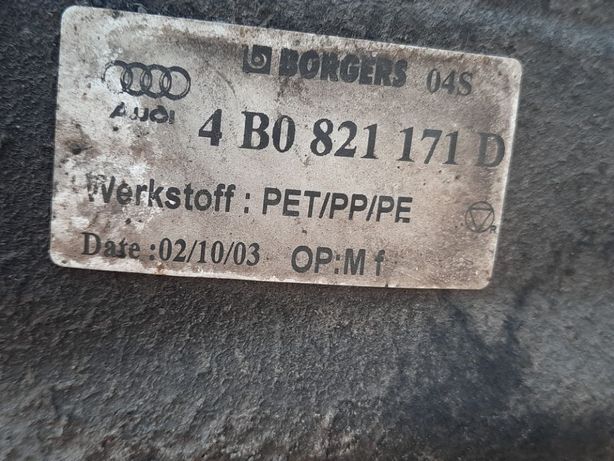 BORGERS 04S
Audi 4 B0 821 171 D
Werkstoff : PET/PP/PE
Date :02/10/03 OP:M f